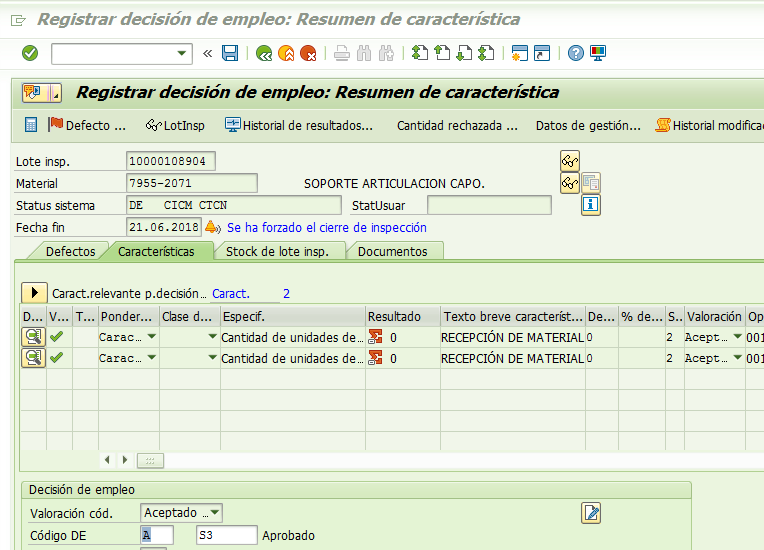 Registrar decisión de empleo: Resumen de característica
Registrar decisión de empleo: Resumen de característica
Defecto ... LotInsp Historial de resultados... Cantidad rechazada ... Datos de gestión... Historial modifica
Lote insp. 10000108904
Material 7955-2071 SOPORTE ARTICULACION CAPO.
Status sistema DE CICM CTCN StatUsuar
Fecha fin 21.06.2018 Se ha forzado el cierre de inspección
Defectos Características Stock de lote insp. Documentos
Caract.relevante p.decisión... Caract. 2
D... V... T... Ponder... Clase d... Especif. Resultado Texto breve característ... De... % de... S.. Valoración Op
Carac... Cantidad de unidades de... 0 RECEPCIÓN DE MATERIAL 0 2 Acept... 001
Carac... Cantidad de unidades de... 0 RECEPCIÓN DE MATERIAL 0 2 Acept... 001
Decisión de empleo
Valoración cód. Aceptado ...
Código DE A S3 Aprobado